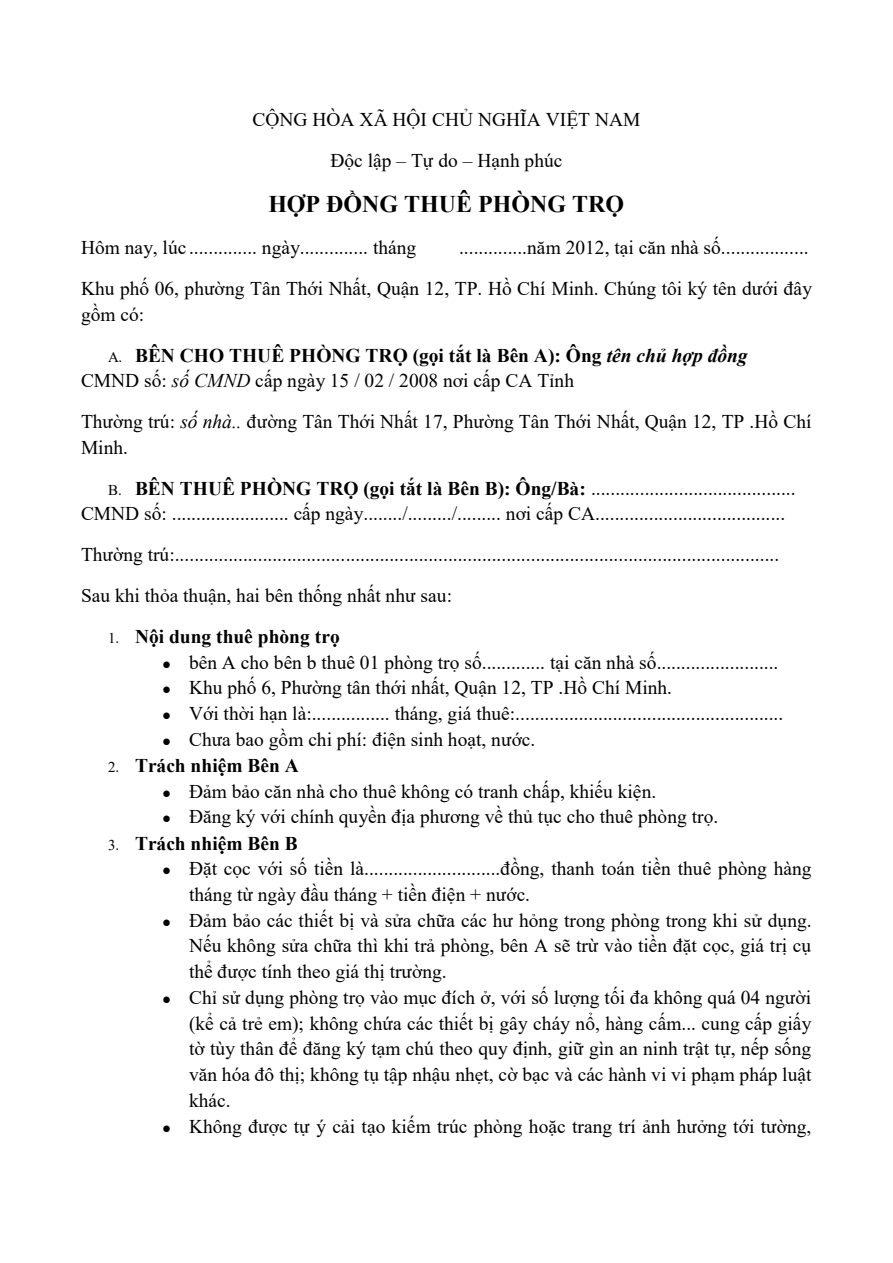 CỘNG HÒA XÃ HỘI CHỦ NGHĨA VIỆT NAM
Độc lập – Tự do – Hạnh phúc
HỢP ĐỒNG THUÊ PHÒNG TRỌ
Hôm nay, lúc .............. ngày.............. tháng ..............năm 2012, tại căn nhà số..................
Khu phố 06, phường Tân Thới Nhất, Quận 12, TP. Hồ Chí Minh. Chúng tôi ký tên dưới đây
gồm có:
A. BÊN CHO THUÊ PHÒNG TRỌ (gọi tắt là Bên A): Ông tên chủ hợp đồng
CMND số: số CMND cấp ngày 15 / 02 / 2008 nơi cấp CA Tỉnh
Thường trú: số nhà.. đường Tân Thới Nhất 17, Phường Tân Thới Nhất, Quận 12, TP .Hồ Chí
Minh.
B. BÊN THUÊ PHÒNG TRỌ (gọi tắt là Bên B): Ông/Bà: ..........................................
CMND số: ........................ cấp ngày......../........./......... nơi cấp CA.......................................
Thường trú:............................................................................................................................
Sau khi thỏa thuận, hai bên thống nhất như sau:
1. Nội dung thuê phòng trọ
● bên A cho bên b thuê 01 phòng trọ số............. tại căn nhà số.........................
● Khu phố 6, Phường tân thới nhất, Quận 12, TP .Hồ Chí Minh.
● Với thời hạn là:................ tháng, giá thuê:.......................................................
● Chưa bao gồm chi phí: điện sinh hoạt, nước.
2. Trách nhiệm Bên A
● Đảm bảo căn nhà cho thuê không có tranh chấp, khiếu kiện.
● Đăng ký với chính quyền địa phương về thủ tục cho thuê phòng trọ.
3. Trách nhiệm Bên B
● Đặt cọc với số tiền là............................đồng, thanh toán tiền thuê phòng hàng
tháng từ ngày đầu tháng + tiền điện + nước.
● Đảm bảo các thiết bị và sửa chữa các hư hỏng trong phòng trong khi sử dụng.
Nếu không sửa chữa thì khi trả phòng, bên A sẽ trừ vào tiền đặt cọc, giá trị cụ
thể được tính theo giá thị trường.
● Chỉ sử dụng phòng trọ vào mục đích ở, với số lượng tối đa không quá 04 người
(kể cả trẻ em); không chứa các thiết bị gây cháy nổ, hàng cấm... cung cấp giấy
tờ tùy thân để đăng ký tạm chú theo quy định, giữ gìn an ninh trật tự, nếp sống
văn hóa đô thị; không tụ tập nhậu nhẹt, cờ bạc và các hành vi vi phạm pháp luật
khác.
● Không được tự ý cải tạo kiếm trúc phòng hoặc trang trí ảnh hưởng tới tường,